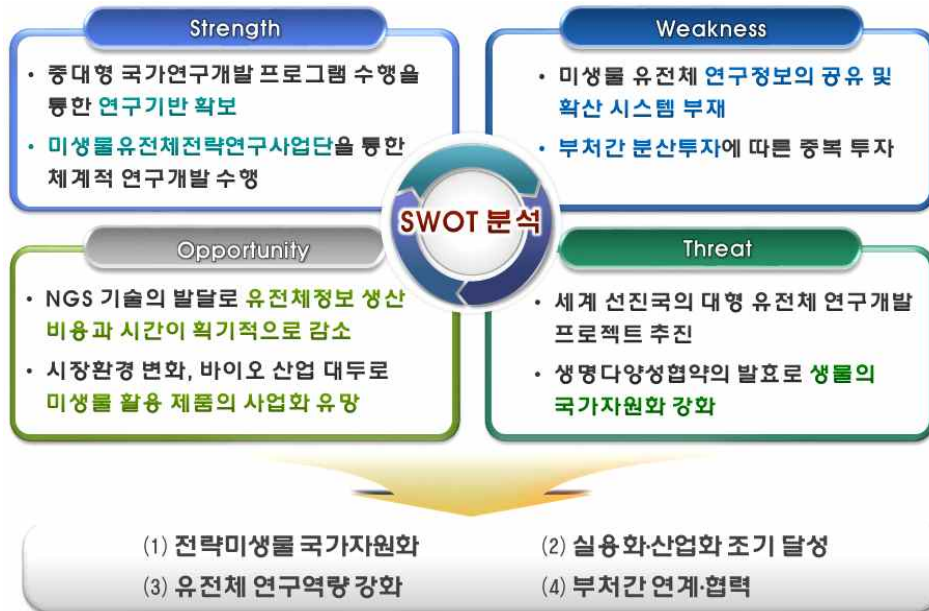 Strength
• 중대형 국가연구개발 프로그램 수행을
통한 연구기반 확보
• 미생물유전체전략연구사업단을 통한
체계적 연구개발 수행
Weakness
• 미생물 유전체 연구정보의 공유 및
확산 시스템 부재
• 부처간 분산투자에 따른 중복 투자
SWOT 분석
Opportunity
• NGS 기술의 발달로 유전체정보 생산
비용과 시간이 획기적으로 감소
• 시장환경 변화, 바이오 산업 대두로
미생물 활용 제품의 사업화 유망
Threat
• 세계 선진국의 대형 유전체 연구개발
프로젝트 추진
• 생명다양성협약의 발효로 생물의
국가자원화 강화
(1) 전략미생물 국가자원화
(2) 실용화·산업화 조기 달성
(3) 유전체 연구역량 강화
(4) 부처간 연계·협력